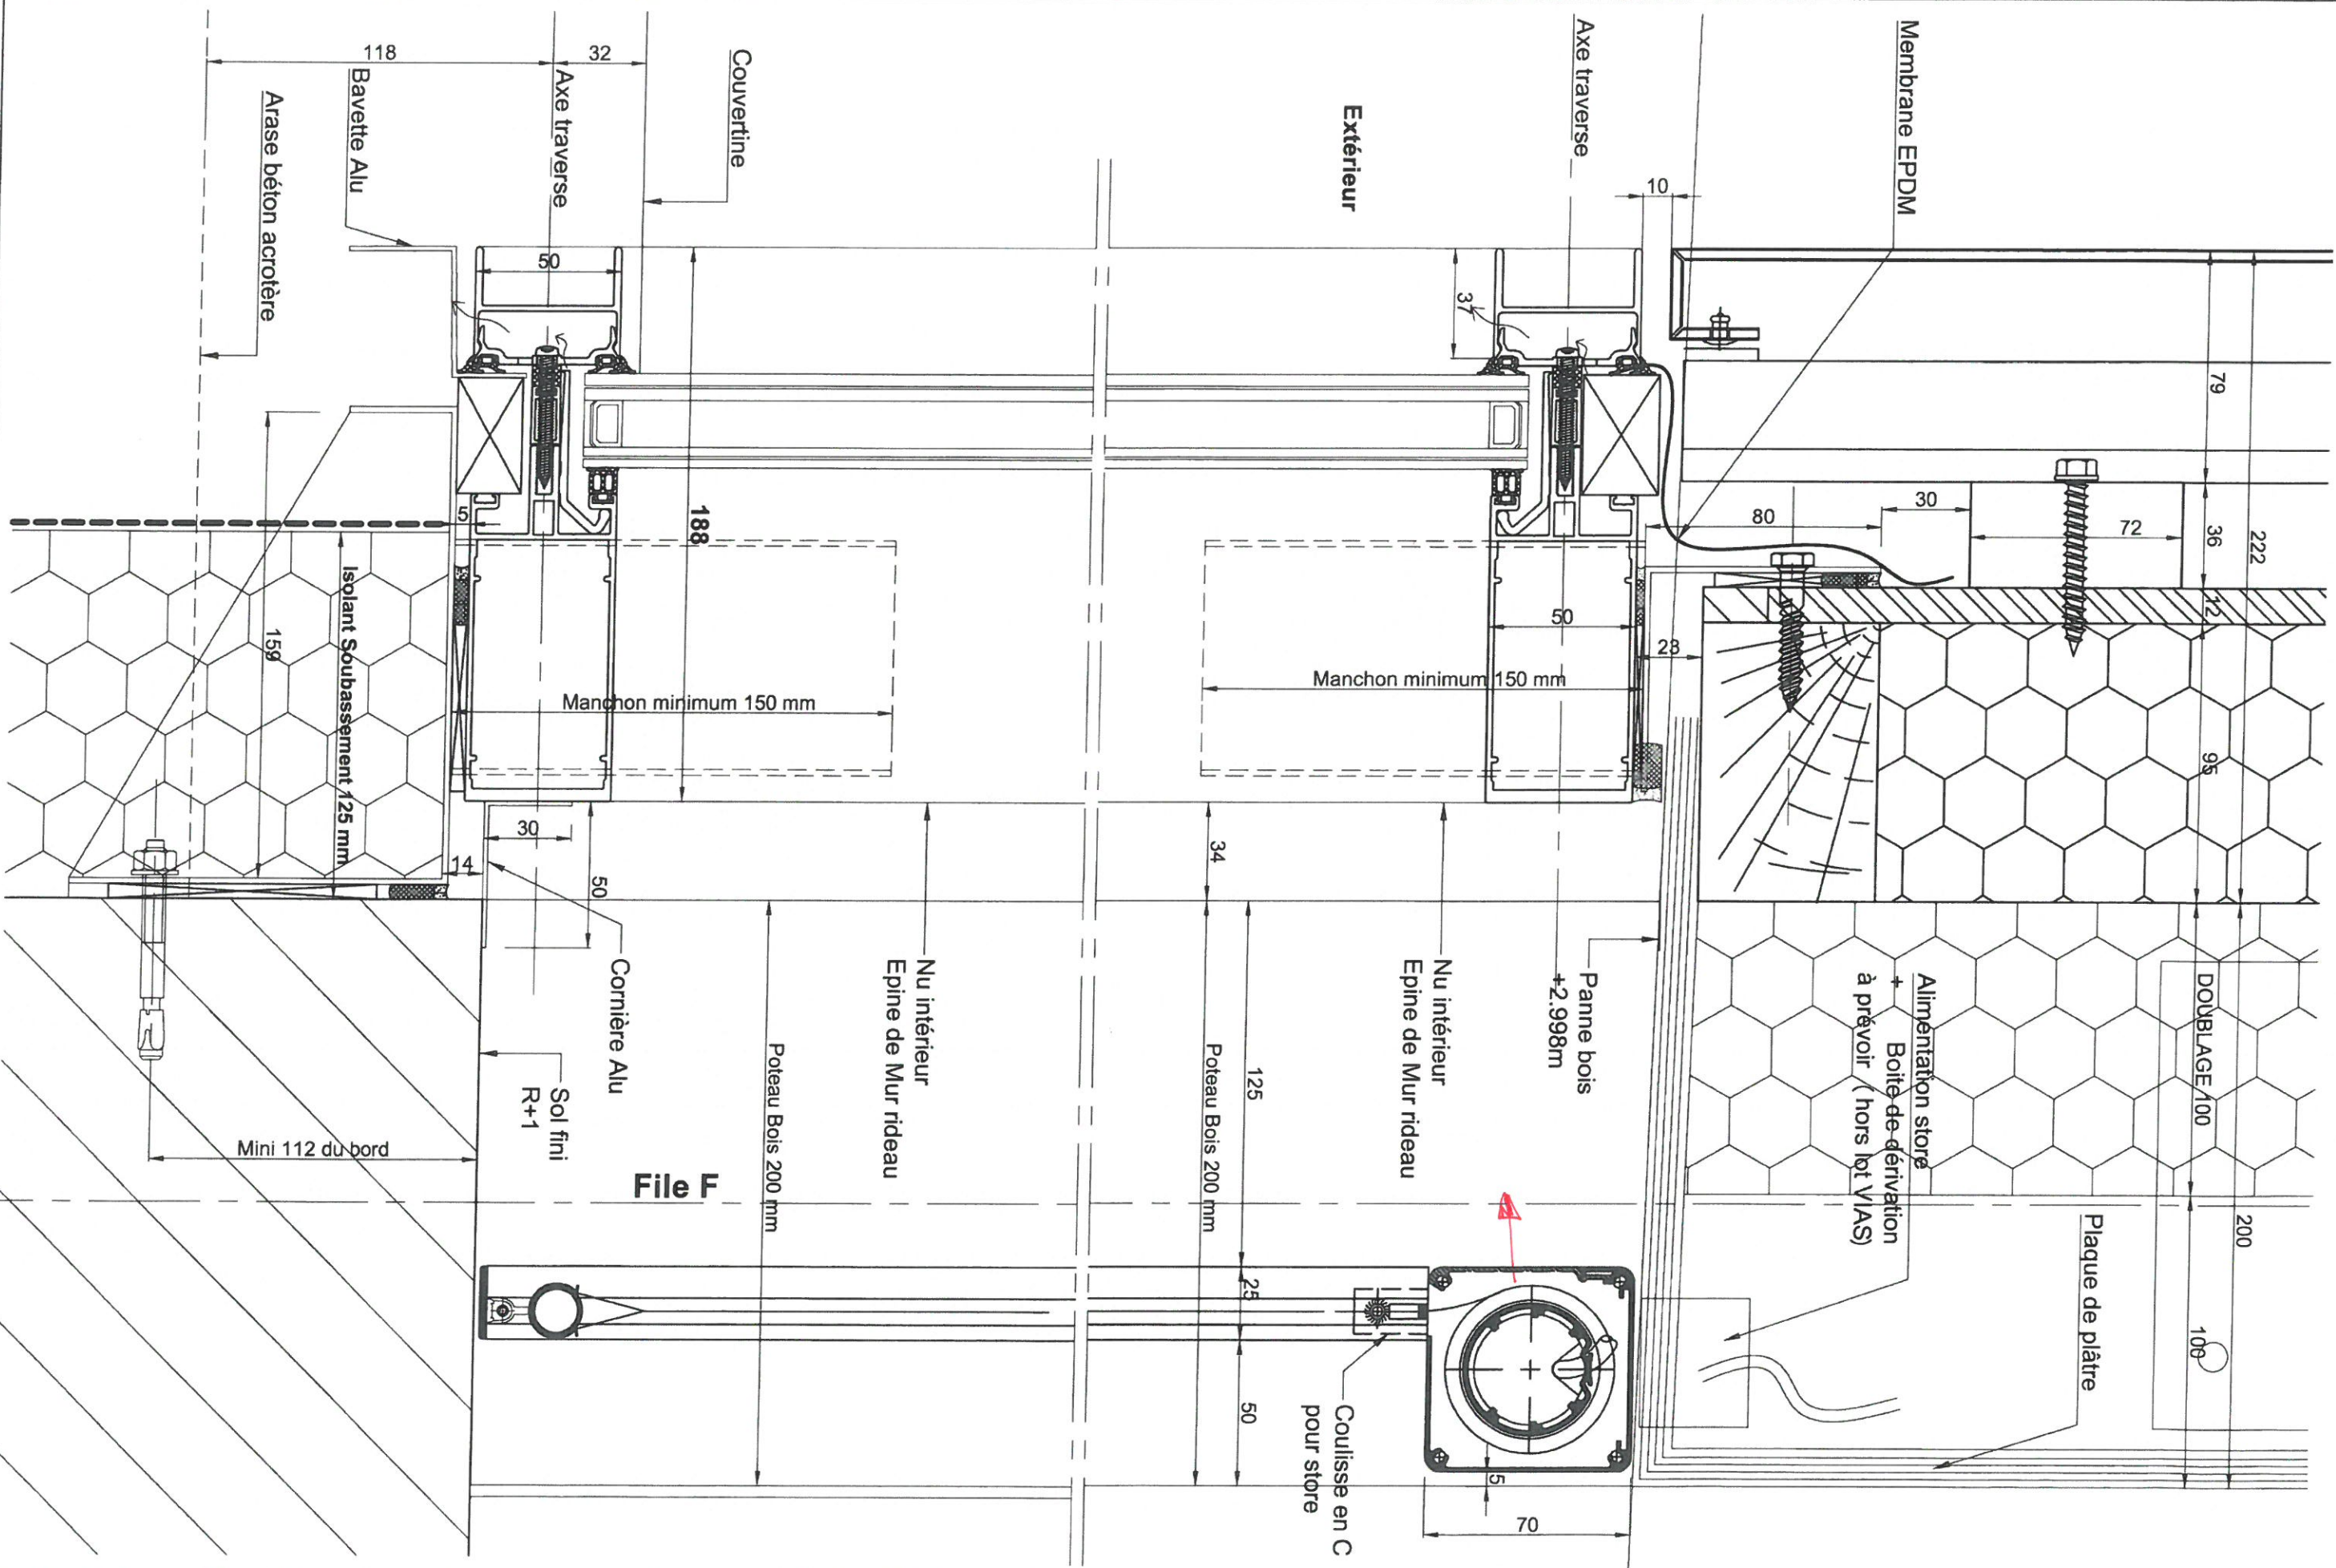 118
32
Couvertine
Axe traverse
Bavette Alu
Arase béton acrotère
Extérieur
Axe traverse
Membrane EPDM
10
50
37
79
222
188
5
80
30
72
36
12
95
Isolant Soubassement 125 mm
159
50
23
Manchon minimum 150 mm
Manchon minimum 150 mm
30
50
14
34
Cornière Alu
Nu intérieur
Epine de Mur rideau
Nu intérieur
Epine de Mur rideau
Panne bois
+2.998m
Alimentation store
+ Boite de dérivation
à prévoir ( hors lot VIAS)
DOUBLAGE 100
Sol fini
R+1
Mini 112 du bord
File F
Poteau Bois 200 mm
Poteau Bois 200 mm
125
25
50
Coulisse en C
pour store
5
70
Plaque de plâtre
200
100